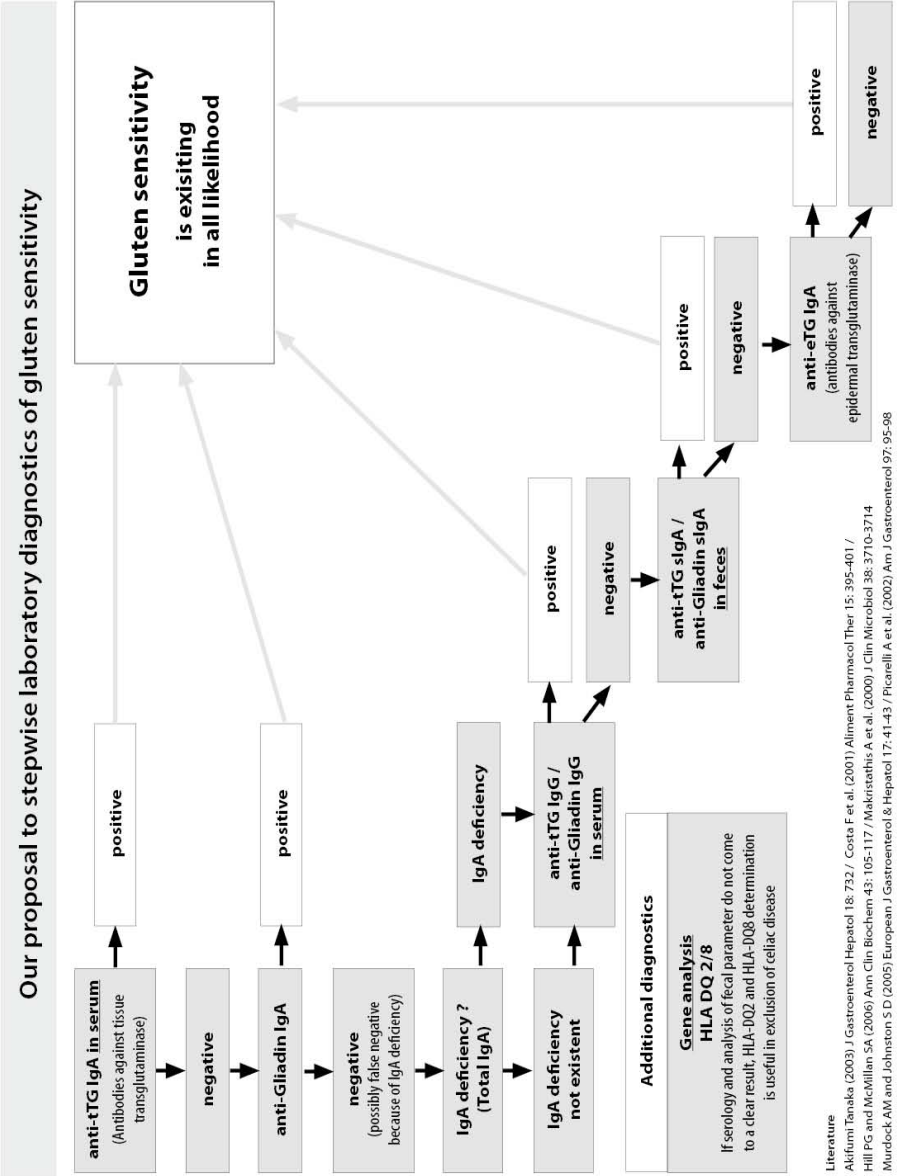 Our proposal to stepwise laboratory diagnostics of gluten sensitivity
anti-tTG IgA in serum
(Antibodies against tissue
transglutaminase)
positive
Gluten sensitivity
is exisiting
in all likelihood
negative
anti-Gliadin IgA
positive
negative
(possibly false negative
because of IgA deficiency)
IgA deficiency ?
(Total IgA)
IgA deficiency
IgA deficiency
not existent
anti-tTG IgG /
anti-Gliadin IgG
in serum
positive
negative
anti-tTG sIgA /
anti-Gliadin sIgA
in feces
positive
negative
anti-eTG IgA
(antibodies against
epidermal transglutaminase)
positive
negative
Additional diagnostics
Gene analysis
HLA DQ 2/8
If serology and analysis of fecal parameter do not come
to a clear result, HLA-DQ2 and HLA-DQ8 determination
is useful in exclusion of celiac disease
Literature
Akifumi Tanaka (2003) J Gastroenterol Hepatol 18: 732 / Costa F et al. (2001) Aliment Pharmacol Ther 15: 395-401 /
Hill PG and McMillan SA (2006) Ann Clin Biochem 43: 105-117 / Makristathis A et al. (2000) J Clin Microbiol 38: 3710-3714
Murdock AM and Johnston S D (2005) European J Gastroenterol & Hepatol 17: 41-43 / Picarelli A et al. (2002) Am J Gastroenterol 97: 95-98